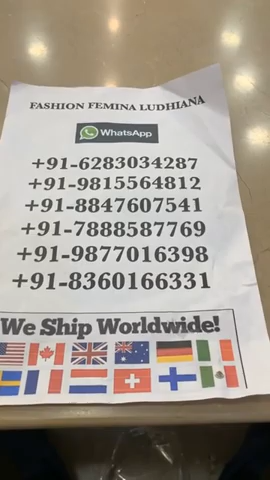 FASHION FEMINA LUDHIANA
WhatsApp
+91-6283034287
+91-9815564812
+91-8847607541
+91-7888587769
+91-9877016398
+91-8360166331
We Ship Worldwide!